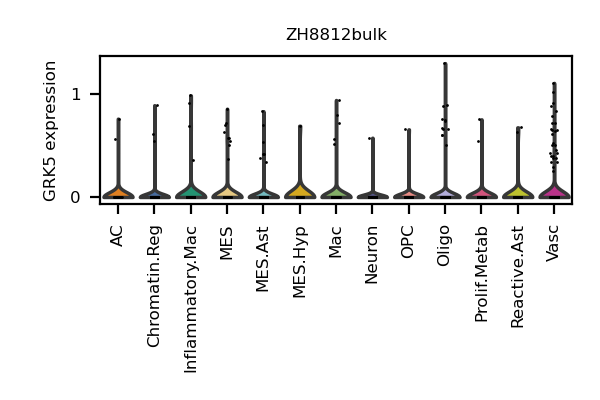 ZH8812bulk
GRK5 expression
1
0
AC
Chromatin.Reg
Inflammatory.Mac
MES
MES.Ast
MES.Hyp
Mac
Neuron
OPC
Oligo
Prolif.Metab
Reactive.Ast
Vasc